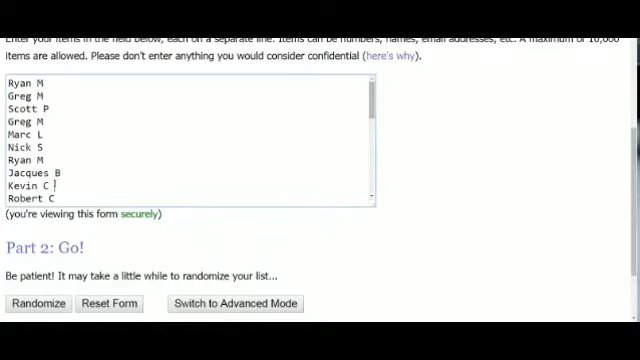 Enter your items in the field below, each on a separate line. Items can be numbers, names, email addresses, etc. A maximum of 10,000
items are allowed. Please don't enter anything you would consider confidential (here's why).
Ryan M
Greg M
Scott P
Greg M
Marc L
Nick S
Ryan M
Jacques B
Kevin C
Robert C
(you're viewing this form securely)
Part 2: Go!
Be patient! It may take a little while to randomize your list...
Randomize Reset Form Switch to Advanced Mode